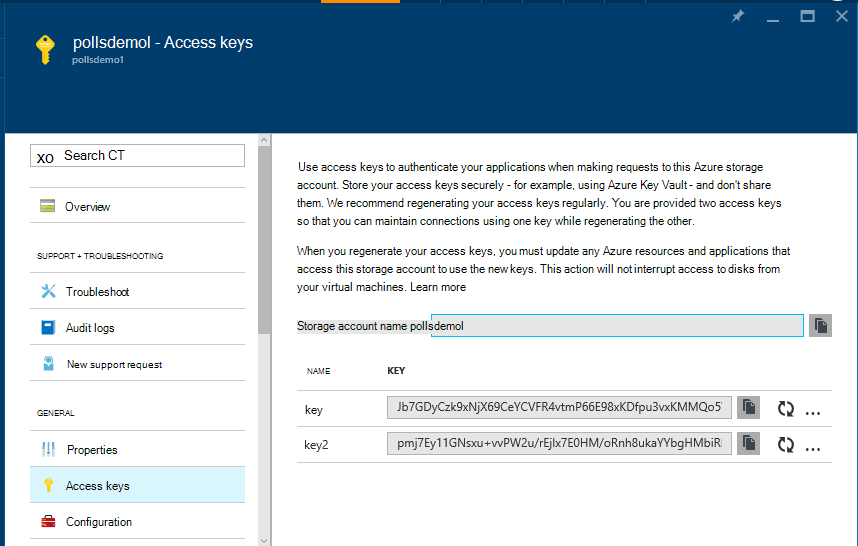 pollsdemol - Access keys
pollsdemo1
XO Search CT
Overview
SUPPORT + TROUBLESHOOTING
Troubleshoot
Audit logs
New support request
GENERAL
Properties
Access keys
Configuration
Use access keys to authenticate your applications when making requests to this Azure storage
account. Store your access keys securely - for example, using Azure Key Vault - and don't share
them. We recommend regenerating your access keys regularly. You are provided two access keys
so that you can maintain connections using one key while regenerating the other.
When you regenerate your access keys, you must update any Azure resources and applications that
access this storage account to use the new keys. This action will not interrupt access to disks from
your virtual machines. Learn more
Storage account name pollsdemol
NAME KEY
key Jb7GDyCzk9xNjX69CeYCVFR4vtmP66E98xKDfpu3vxKMMQo5
key2 pmj7Ey11GNsxu+vvPW2u/rEjIx7E0HM/oRnh8ukaYYbgHMbiR